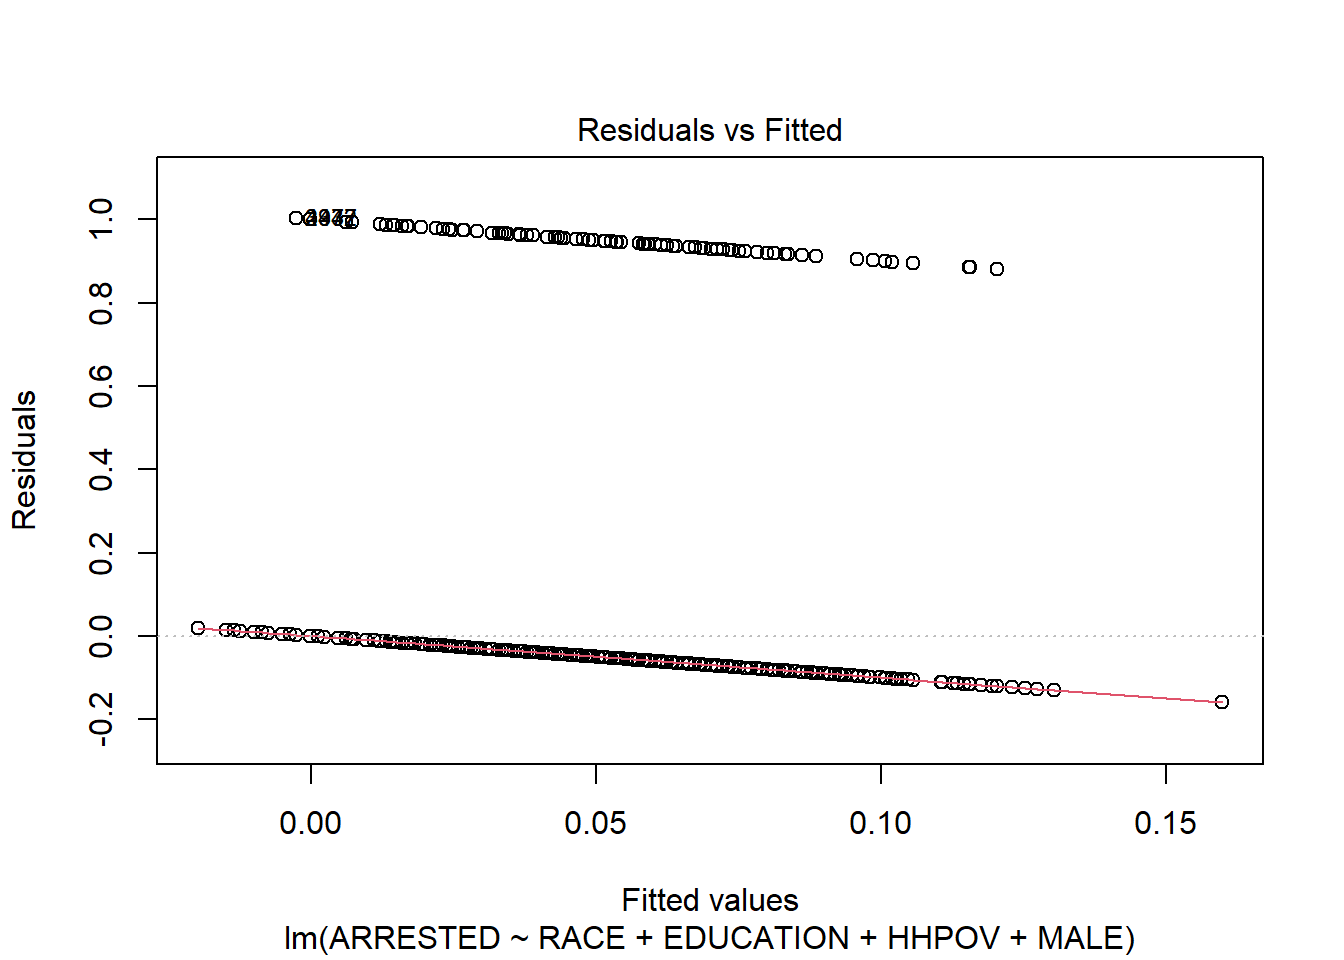 Residuals vs Fitted
Residuals
1.0
0.8
0.6
0.4
0.2
0.0
-0.2
0.00 0.05 0.10 0.15
Fitted values
lm(ARRESTED ~ RACE + EDUCATION + HHPOV + MALE)